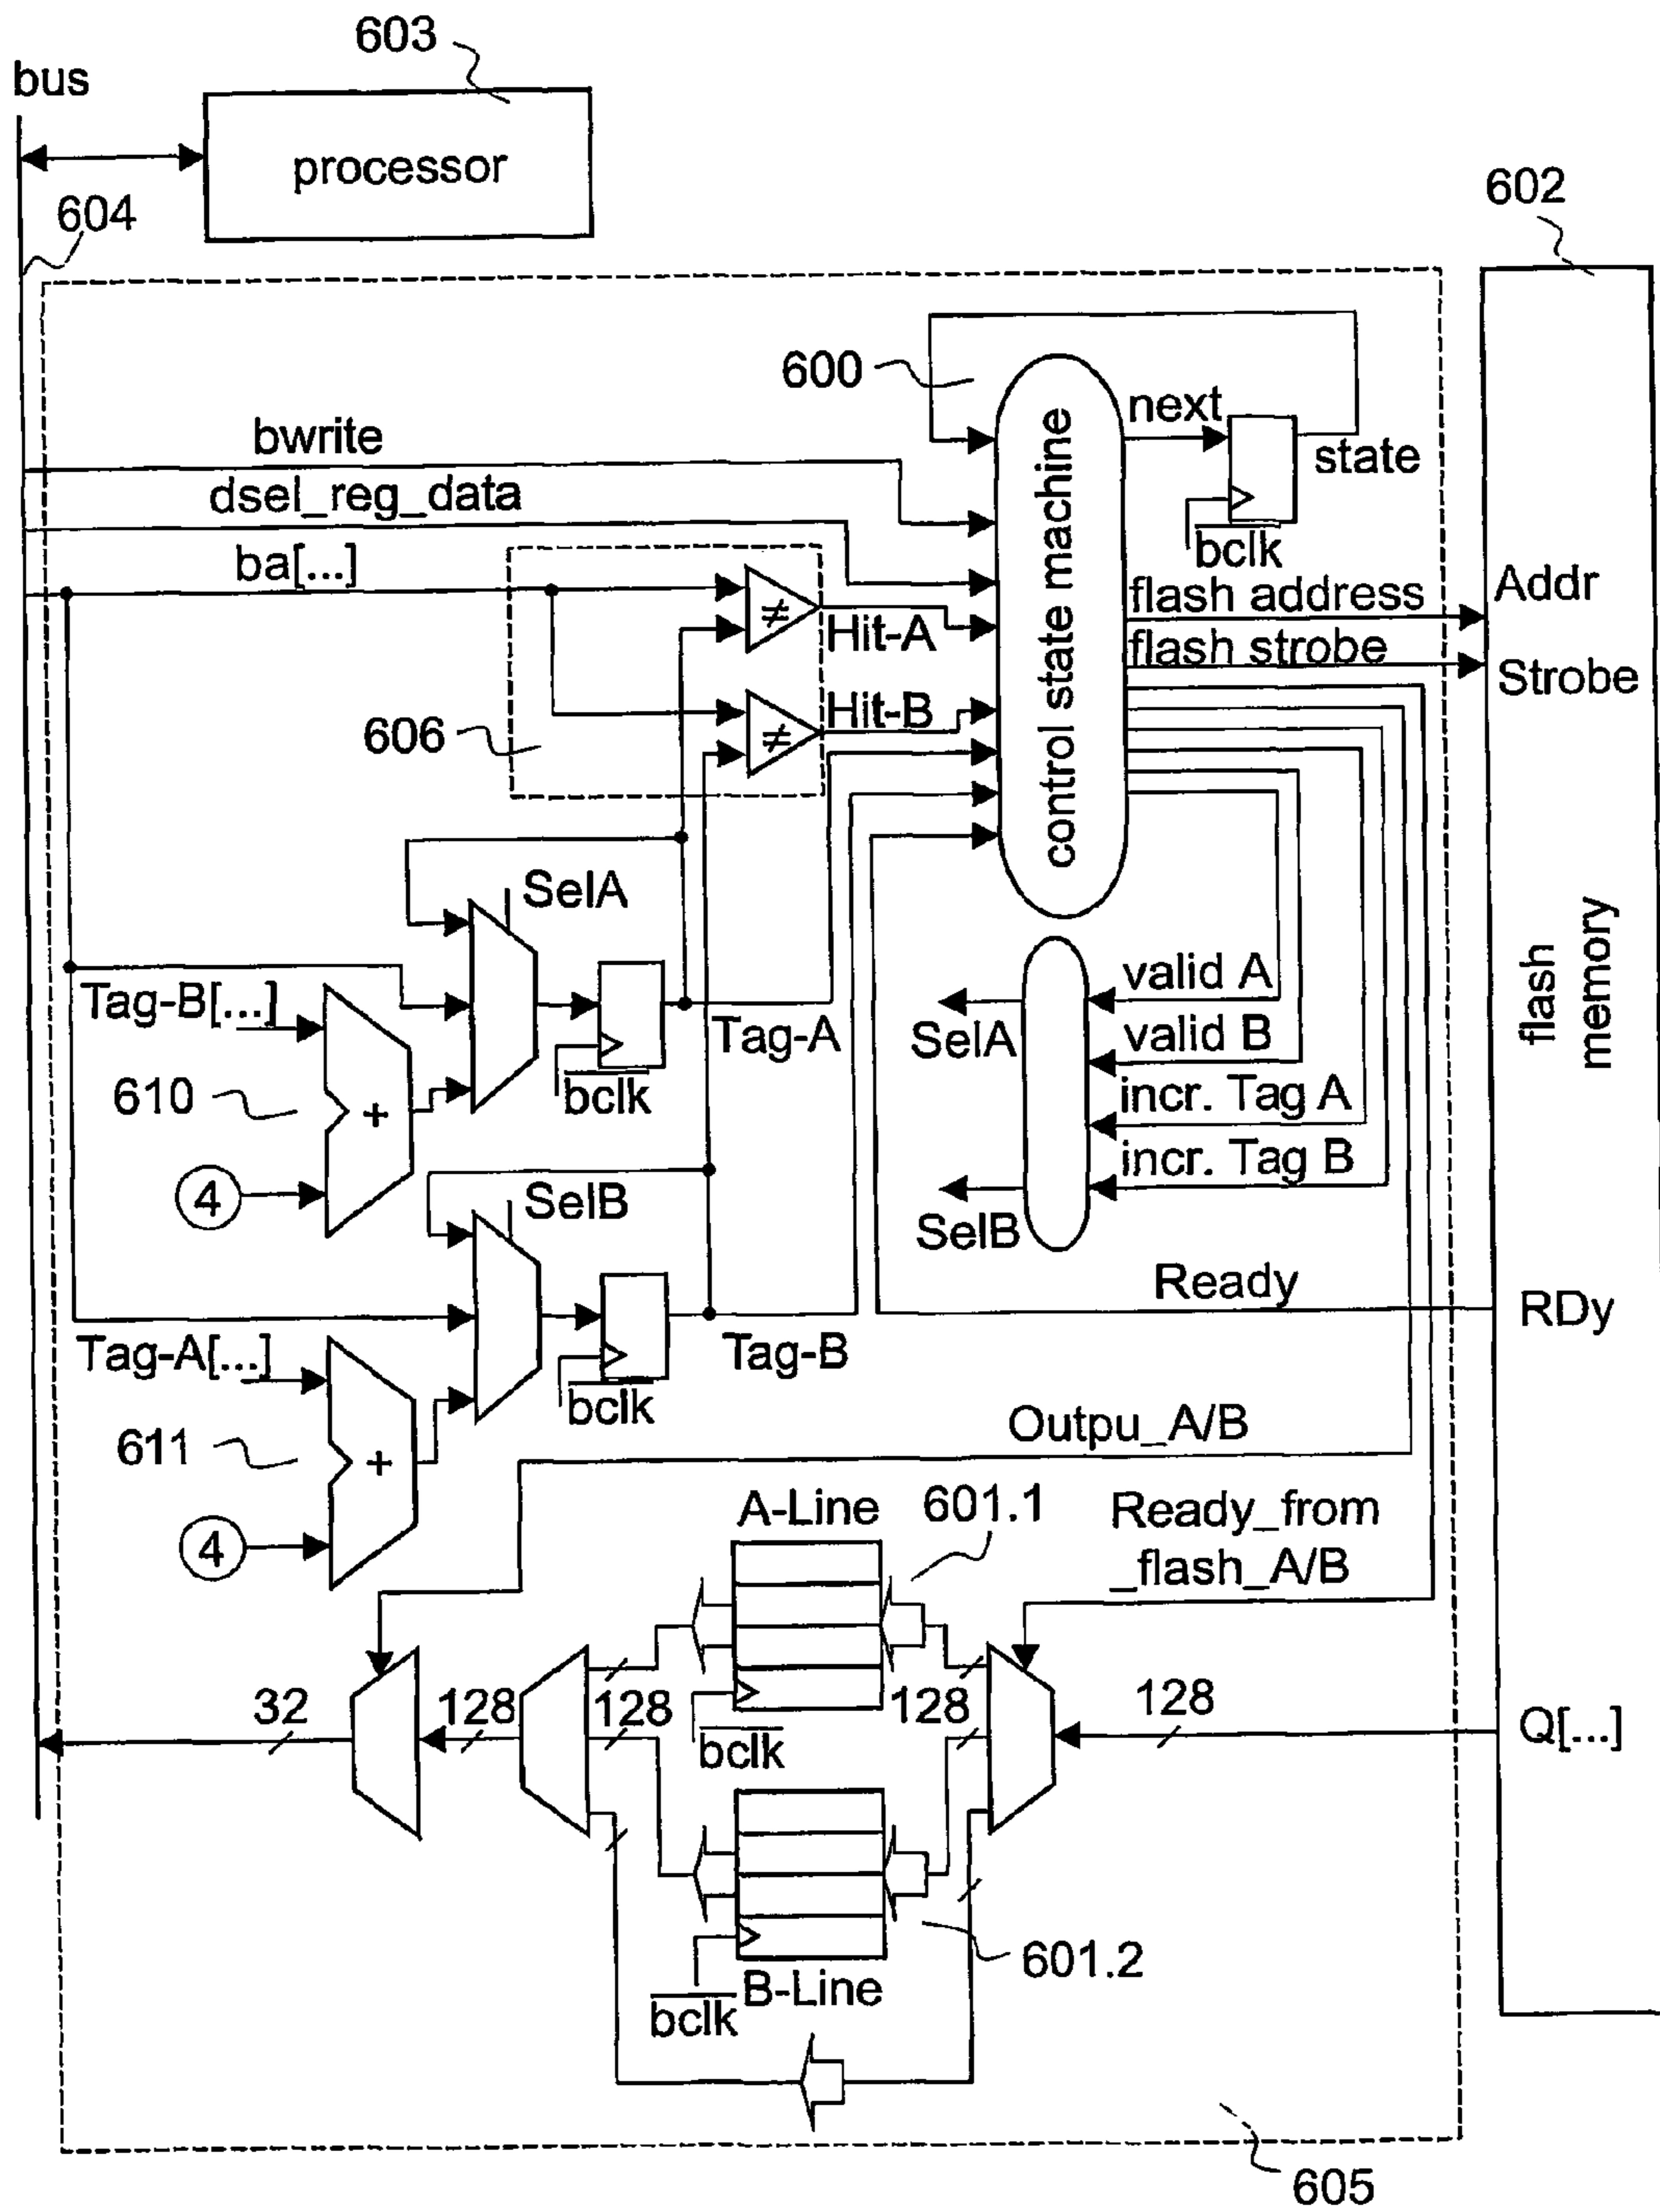 603
bus
processor
602
604
600
next
state
bclk
bwrite
dsel_reg_data
ba[...]
control state machine
flash address
Addr
flash strobe
Strobe
≠
Hit-A
≠
Hit-B
606
SelA
Tag-B[...]
610
+
4
bclk
Tag-A
SelA
valid A
valid B
incr. Tag A
incr. Tag B
SelB
flash
memory
SelB
Ready
RDy
Tag-A[...]
611
+
4
bclk
Tag-B
Outpu_A/B
A-Line
601.1
Ready_from
_flash_A/B
32
128
128
128
128
Q[...]
bclk
601.2
B-Line
bclk
605